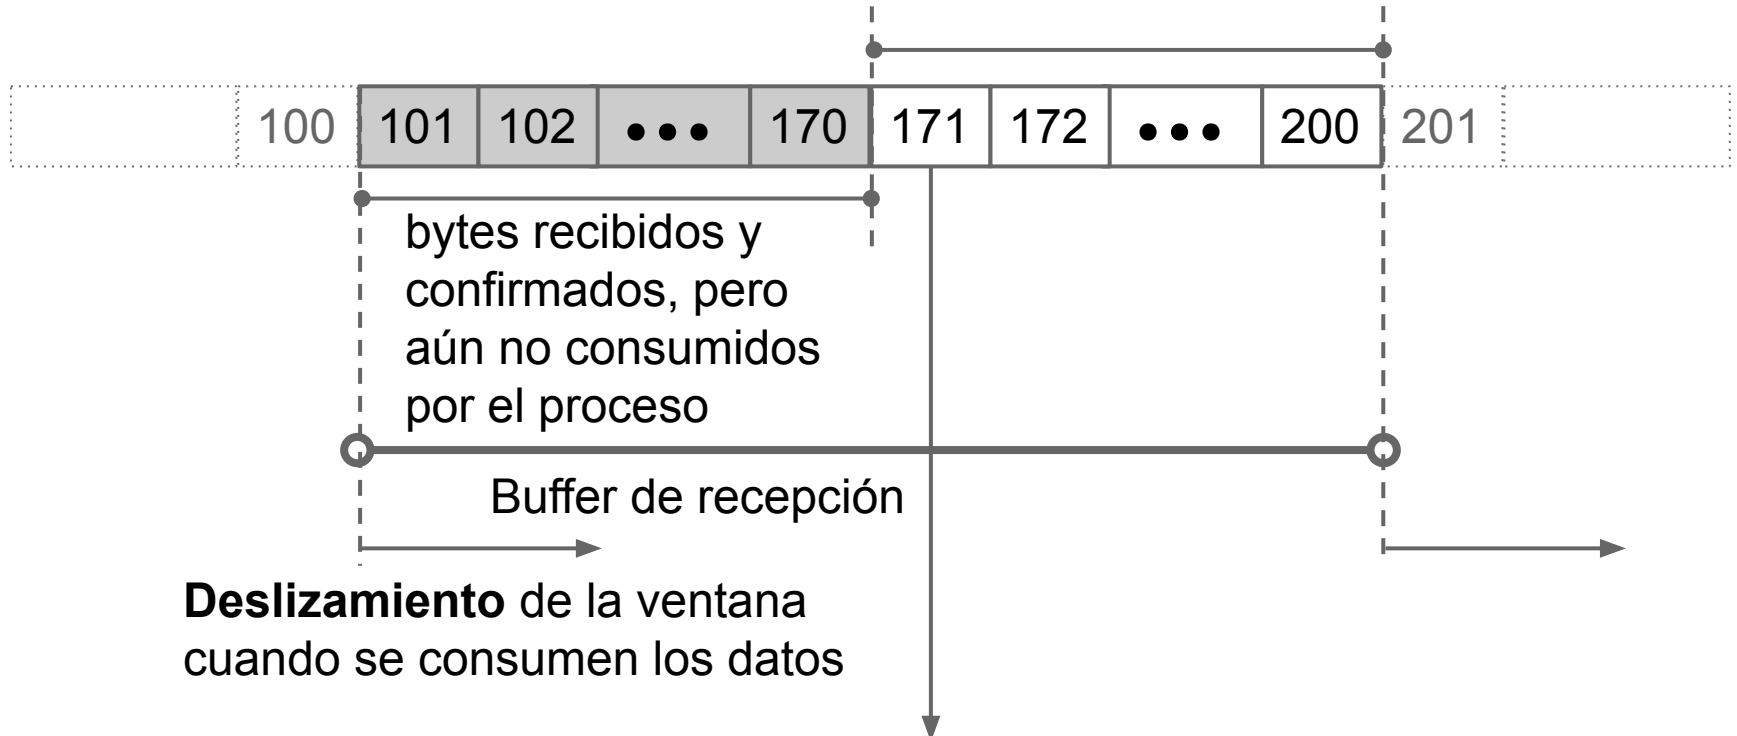 100 101 102 ••• 170 171 172 ••• 200 201
bytes recibidos y
confirmados, pero
aún no consumidos
por el proceso
Buffer de recepción
Deslizamiento de la ventana
cuando se consumen los datos